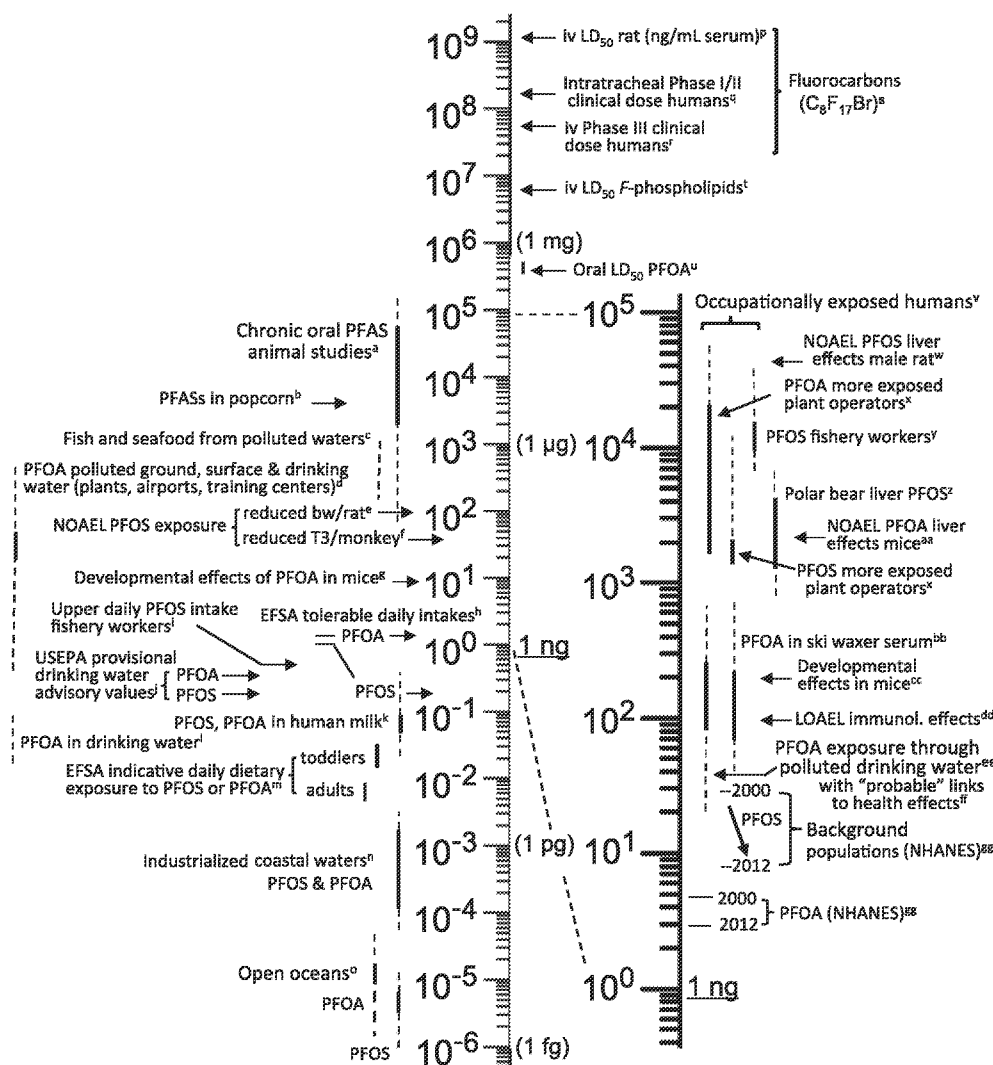 10⁹
iv LD₅₀ rat (ng/mL serum)ᵖ
Intratracheal Phase I/II
clinical dose humans^q
10⁸
iv Phase III clinical
dose humansʳ
Fluorocarbons
(C₈F₁₇Br)ˢ
10⁷
iv LD₅₀ F-phospholipidsᵗ
10⁶ (1 mg)
Oral LD₅₀ PFOAᵘ
10⁵
Chronic oral PFAS
animal studiesᵃ
10⁴
PFASs in popcornᵇ
Fish and seafood from polluted watersᶜ
10³ (1 µg)
PFOA polluted ground, surface & drinking
water (plants, airports, training centers)ᵈ
10²
NOAEL PFOS exposure
reduced bw/ratᵉ
reduced T3/monkeyᶠ
Developmental effects of PFOA in miceᵍ
10¹
Upper daily PFOS intake
fishery workersⁱ
EFSA tolerable daily intakesʰ
PFOA
10⁰ 1 ng
USEPA provisional
drinking water
advisory valuesʲ
PFOA
PFOS
PFOS
10⁻¹
PFOS, PFOA in human milkᵏ
PFOA in drinking waterˡ
EFSA indicative daily dietary
exposure to PFOS or PFOAᵐ
toddlers
adults
10⁻²
10⁻³ (1 pg)
Industrialized coastal watersⁿ
PFOS & PFOA
10⁻⁴
Open oceansᵒ
10⁻⁵
PFOA
PFOS
10⁻⁶ (1 fg)
10⁵
Occupationally exposed humansᵛ
NOAEL PFOS liver
effects male ratʷ
PFOA more exposed
plant operatorsˣ
10⁴
PFOS fishery workersʸ
Polar bear liver PFOSᶻ
NOAEL PFOA liver
effects miceᵃᵃ
10³
PFOS more exposed
plant operatorsˣ
PFOA in ski waxer serumᵇᵇ
Developmental
effects in miceᶜᶜ
10²
LOAEL immunol. effectsᵈᵈ
PFOA exposure through
polluted drinking waterᵉᵉ
with "probable" links
to health effectsᶠᶠ
--2000
PFOS
--2012
Background
populations (NHANES)ᵍᵍ
10¹
2000
2012
PFOA (NHANES)ᵍᵍ
10⁰ 1 ng